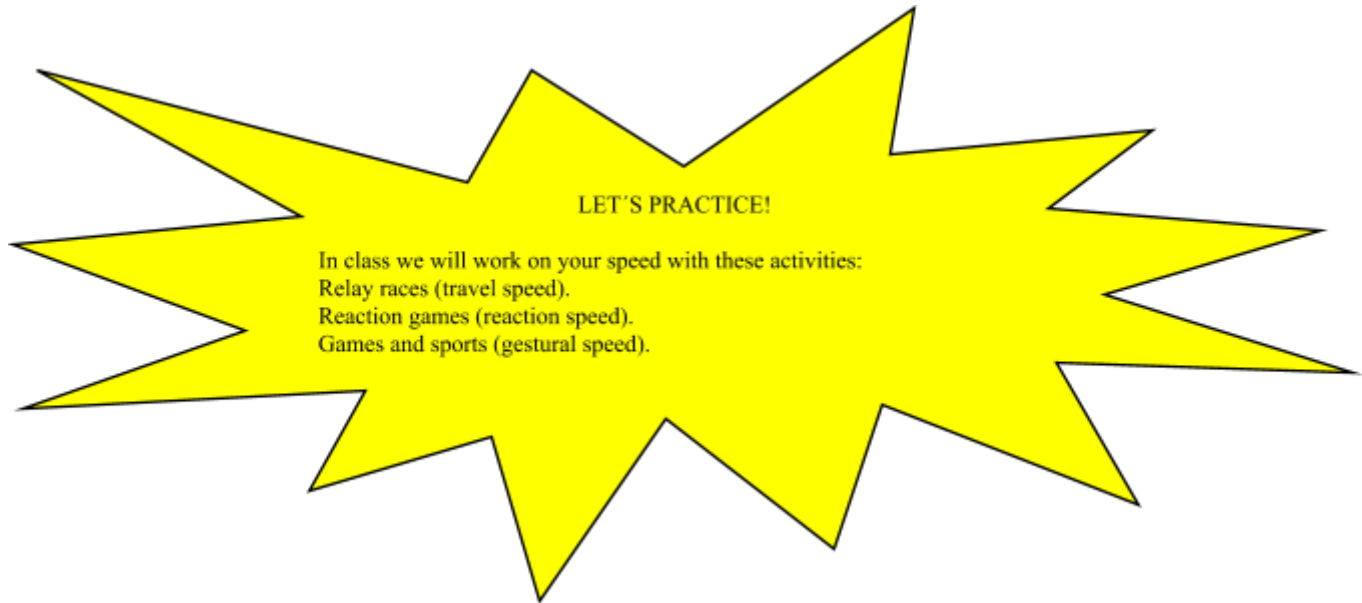 LET´S PRACTICE!
In class we will work on your speed with these activities:
Relay races (travel speed).
Reaction games (reaction speed).
Games and sports (gestural speed).